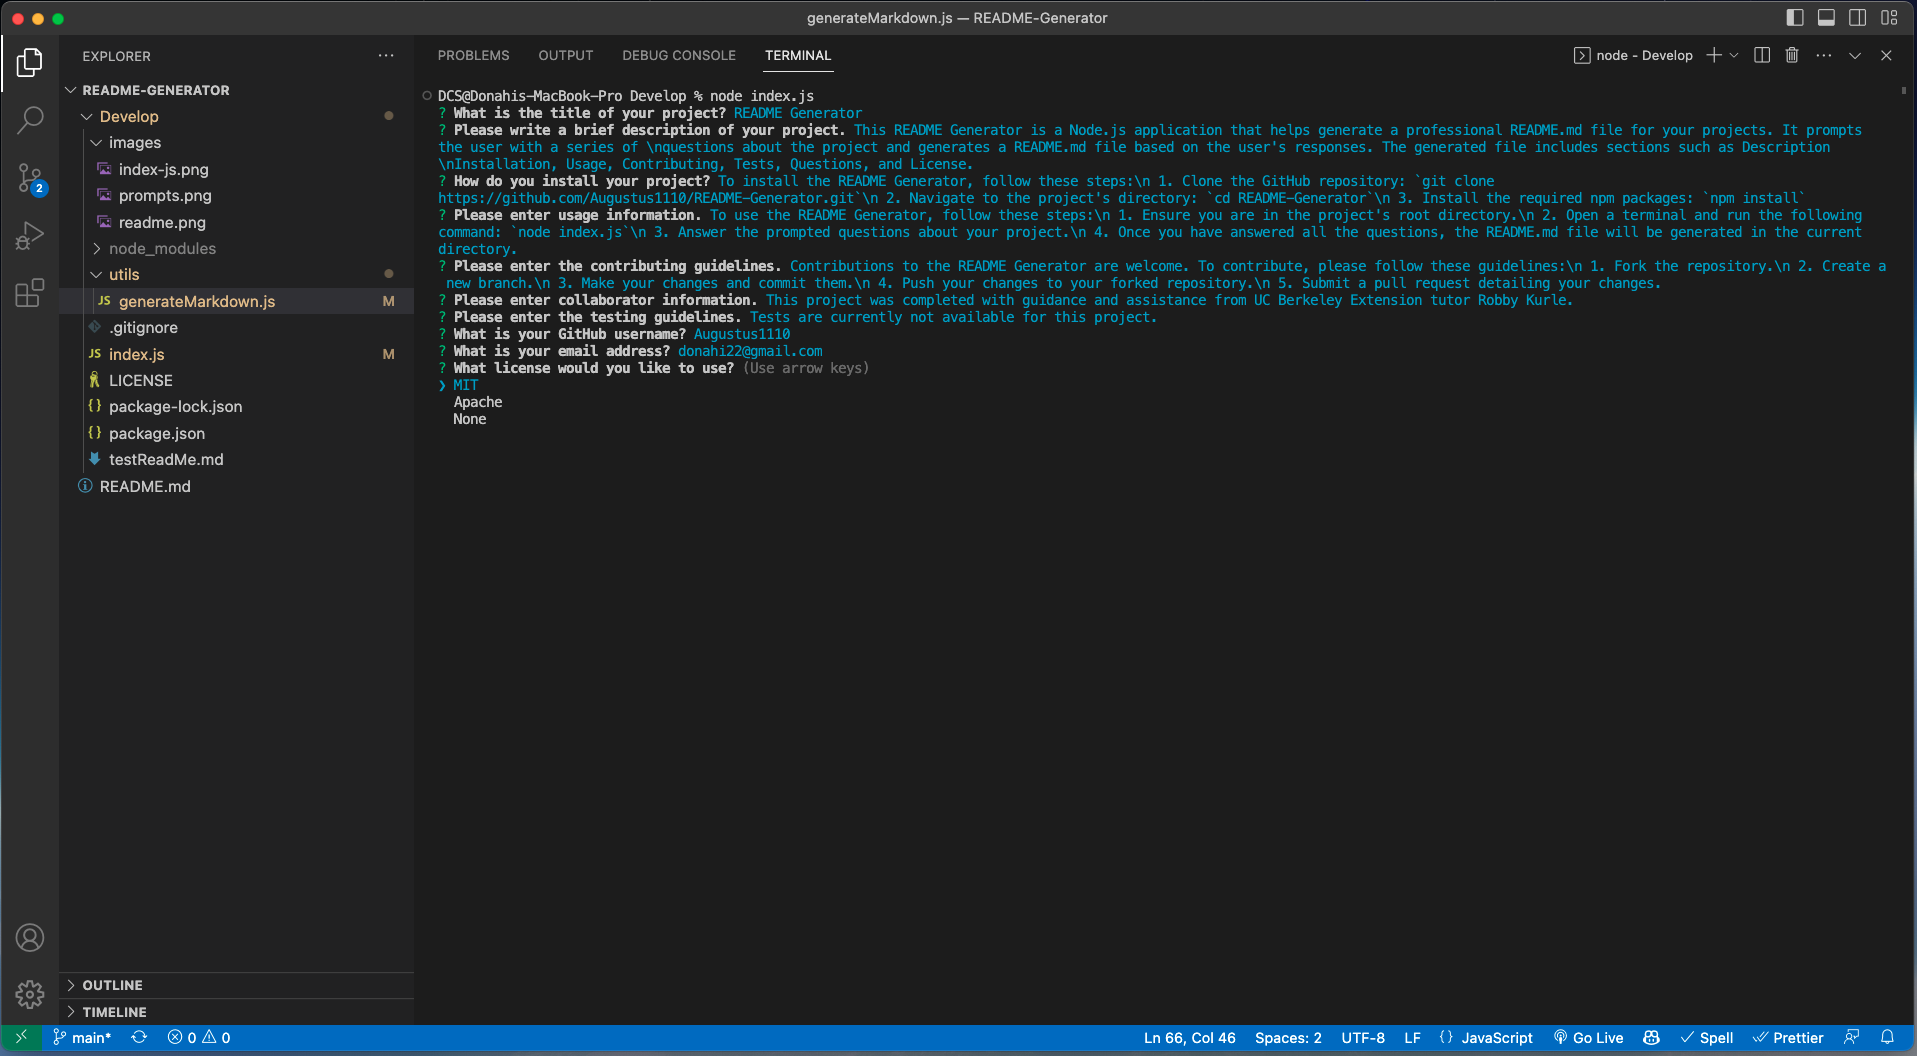 generateMarkdown.js — README-Generator
EXPLORER
README-GENERATOR
Develop
images
index-js.png
prompts.png
readme.png
node_modules
utils
JS generateMarkdown.js M
.gitignore
JS index.js M
LICENSE
{} package-lock.json
{} package.json
testReadMe.md
README.md
OUTLINE
TIMELINE
2
PROBLEMS OUTPUT DEBUG CONSOLE TERMINAL
node - Develop
DCS@Donahis-MacBook-Pro Develop % node index.js
? What is the title of your project? README Generator
? Please write a brief description of your project. This README Generator is a Node.js application that helps generate a professional README.md file for your projects. It prompts
the user with a series of \nquestions about the project and generates a README.md file based on the user's responses. The generated file includes sections such as Description
\nInstallation, Usage, Contributing, Tests, Questions, and License.
? How do you install your project? To install the README Generator, follow these steps:\n 1. Clone the GitHub repository: `git clone
https://github.com/Augustus1110/README-Generator.git`\n 2. Navigate to the project's directory: `cd README-Generator`\n 3. Install the required npm packages: `npm install`
? Please enter usage information. To use the README Generator, follow these steps:\n 1. Ensure you are in the project's root directory.\n 2. Open a terminal and run the following
command: `node index.js`\n 3. Answer the prompted questions about your project.\n 4. Once you have answered all the questions, the README.md file will be generated in the current
directory.
? Please enter the contributing guidelines. Contributions to the README Generator are welcome. To contribute, please follow these guidelines:\n 1. Fork the repository.\n 2. Create a
new branch.\n 3. Make your changes and commit them.\n 4. Push your changes to your forked repository.\n 5. Submit a pull request detailing your changes.
? Please enter collaborator information. This project was completed with guidance and assistance from UC Berkeley Extension tutor Robby Kurle.
? Please enter the testing guidelines. Tests are currently not available for this project.
? What is your GitHub username? Augustus1110
? What is your email address? donahi22@gmail.com
? What license would you like to use? (Use arrow keys)
❯ MIT
Apache
None
main* 0 0 Ln 66, Col 46 Spaces: 2 UTF-8 LF {} JavaScript Go Live Spell Prettier